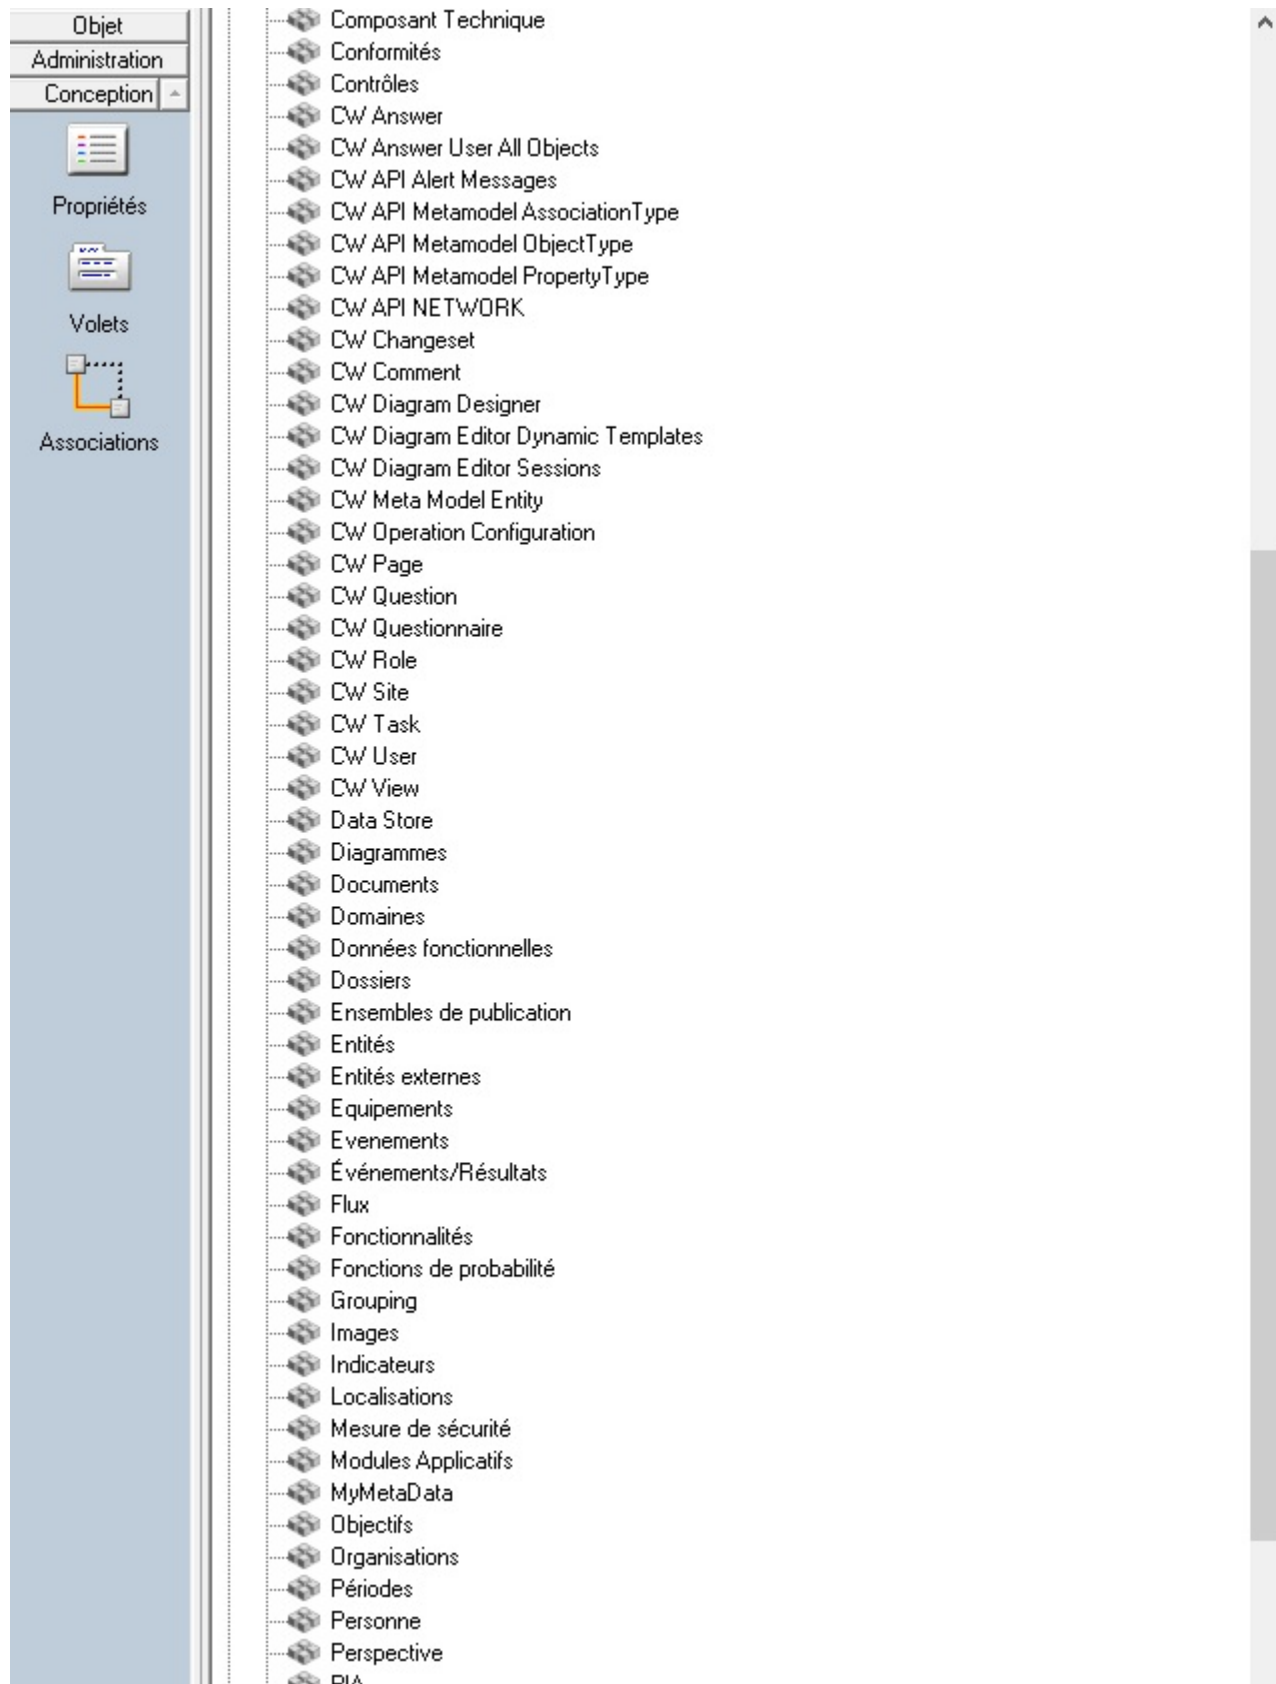 Objet
Administration
Conception
Propriétés
Volets
Associations
Composant Technique
Conformités
Contrôles
CW Answer
CW Answer User All Objects
CW API Alert Messages
CW API Metamodel AssociationType
CW API Metamodel ObjectType
CW API Metamodel PropertyType
CW API NETWORK
CW Changeset
CW Comment
CW Diagram Designer
CW Diagram Editor Dynamic Templates
CW Diagram Editor Sessions
CW Meta Model Entity
CW Operation Configuration
CW Page
CW Question
CW Questionnaire
CW Role
CW Site
CW Task
CW User
CW View
Data Store
Diagrammes
Documents
Domaines
Données fonctionnelles
Dossiers
Ensembles de publication
Entités
Entités externes
Equipements
Evenements
Événements/Résultats
Flux
Fonctionnalités
Fonctions de probabilité
Grouping
Images
Indicateurs
Localisations
Mesure de sécurité
Modules Applicatifs
MyMetaData
Objectifs
Organisations
Périodes
Personne
Perspective
PIA